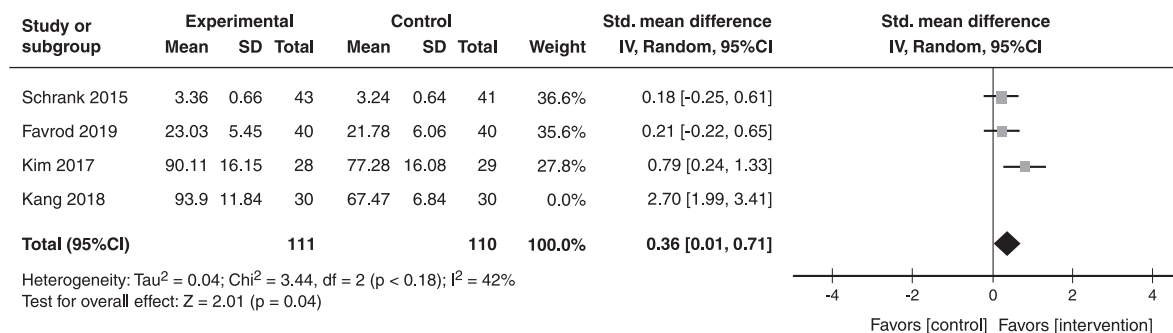 Study or subgroup Experimental Control Std. mean difference IV, Random, 95%CI Std. mean difference IV, Random, 95%CI
Mean SD Total Mean SD Total Weight
Schrank 2015 3.36 0.66 43 3.24 0.64 41 36.6% 0.18 [-0.25, 0.61]
Favrod 2019 23.03 5.45 40 21.78 6.06 40 35.6% 0.21 [-0.22, 0.65]
Kim 2017 90.11 16.15 28 77.28 16.08 29 27.8% 0.79 [0.24, 1.33]
Kang 2018 93.9 11.84 30 67.47 6.84 30 0.0% 2.70 [1.99, 3.41]
Total (95%CI) 111 110 100.0% 0.36 [0.01, 0.71]
Heterogeneity: Tau² = 0.04; Chi² = 3.44, df = 2 (p < 0.18); I² = 42%
Test for overall effect: Z = 2.01 (p = 0.04)
-4 -2 0 2 4
Favors [control] Favors [intervention]